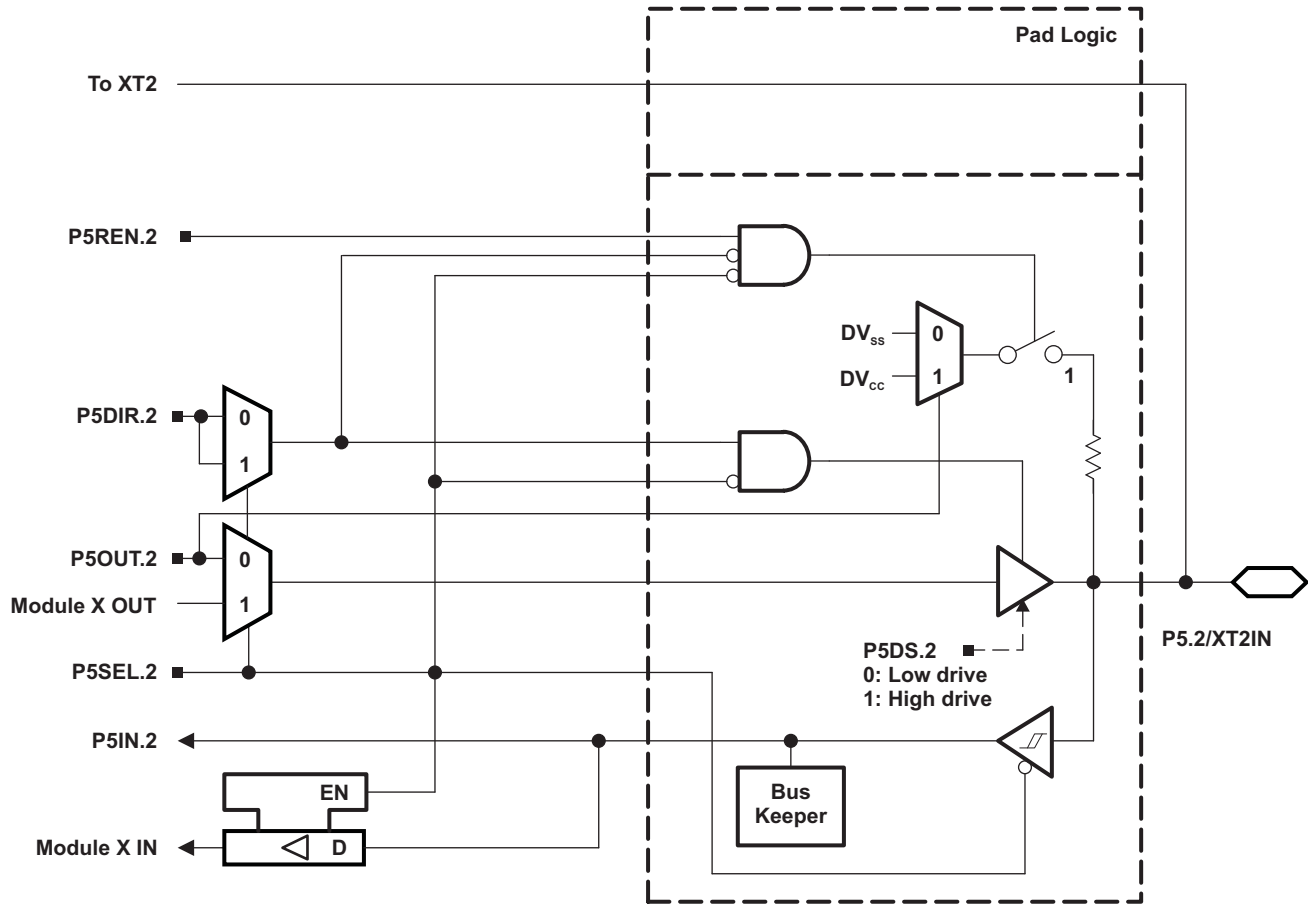 Pad Logic
To XT2
P5REN.2
DVSS
0
DVCC
1
1
P5DIR.2
0
1
P5OUT.2
0
Module X OUT
1
P5DS.2
0: Low drive
1: High drive
P5.2/XT2IN
P5SEL.2
P5IN.2
EN
Bus
Keeper
Module X IN
D